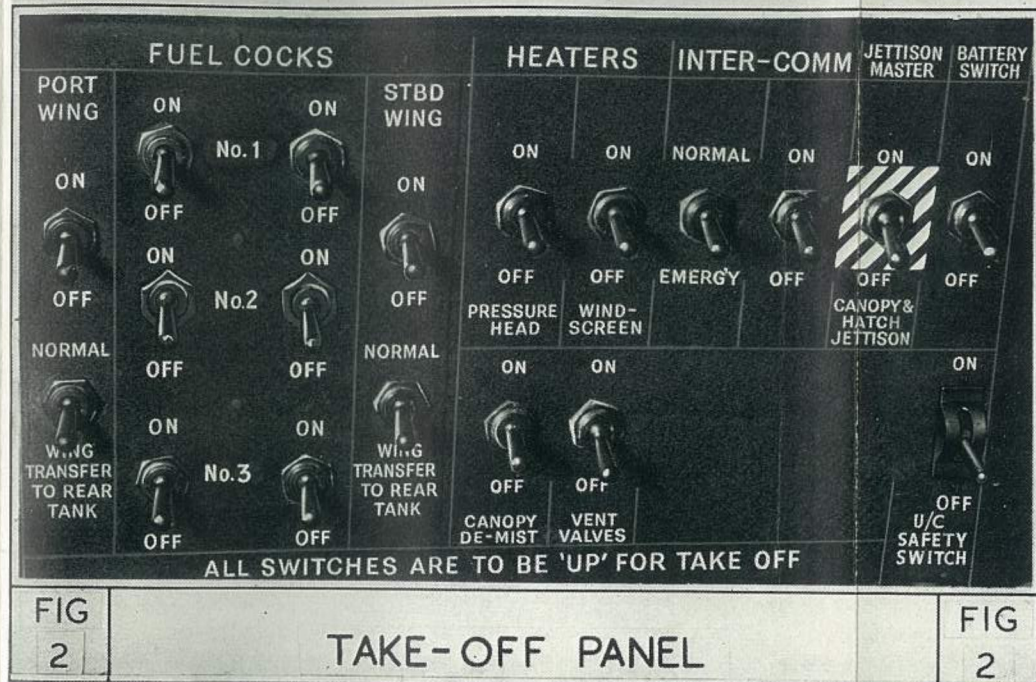 FUEL COCKS
PORT
WING
ON
OFF
NORMAL
WING
TRANSFER
TO REAR
TANK
ON ON
No.1
OFF OFF
ON ON
No.2
OFF OFF
ON ON
No.3
OFF OFF
STBD
WING
ON
OFF
NORMAL
WING
TRANSFER
TO REAR
TANK
HEATERS
ON ON
OFF OFF
PRESSURE
HEAD
WIND-
SCREEN
INTER-COMM
NORMAL ON
EMERG'Y OFF
JETTISON
MASTER
ON
OFF
CANOPY &
HATCH
JETTISON
BATTERY
SWITCH
ON
OFF
ON ON
OFF OFF
CANOPY
DE-MIST
VENT
VALVES
ON
OFF
U/C
SAFETY
SWITCH
ALL SWITCHES ARE TO BE 'UP' FOR TAKE OFF
FIG
2
TAKE-OFF PANEL
FIG
2